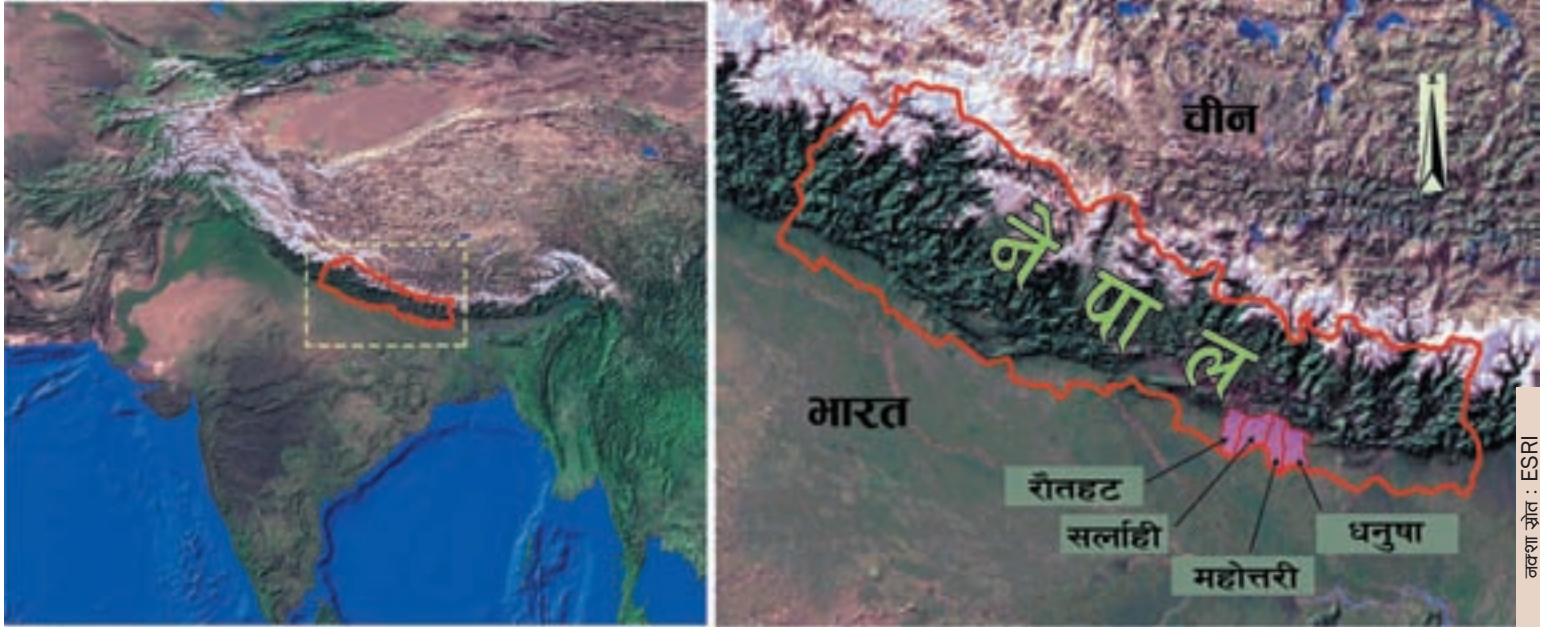 चीन
नेपाल
भारत
रौतहट
सर्लाही
महोत्तरी
धनुषा
नक्शा स्रोत : ESRI